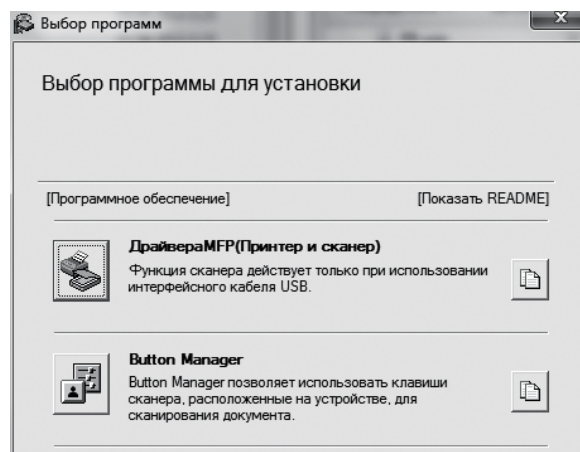 Выбор программ
Выбор программы для установки
[Программное обеспечение] [Показать README]
ДрайвераMFP(Принтер и сканер)
Функция сканера действует только при использовании
интерфейсного кабеля USB.
Button Manager
Button Manager позволяет использовать клавиши
сканера, расположенные на устройстве, для
сканирования документа.